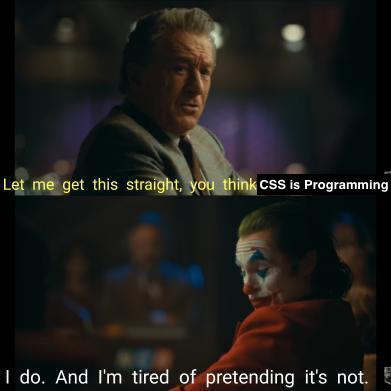 Let me get this straight, you think CSS is Programming
I do. And I'm tired of pretending it's not.